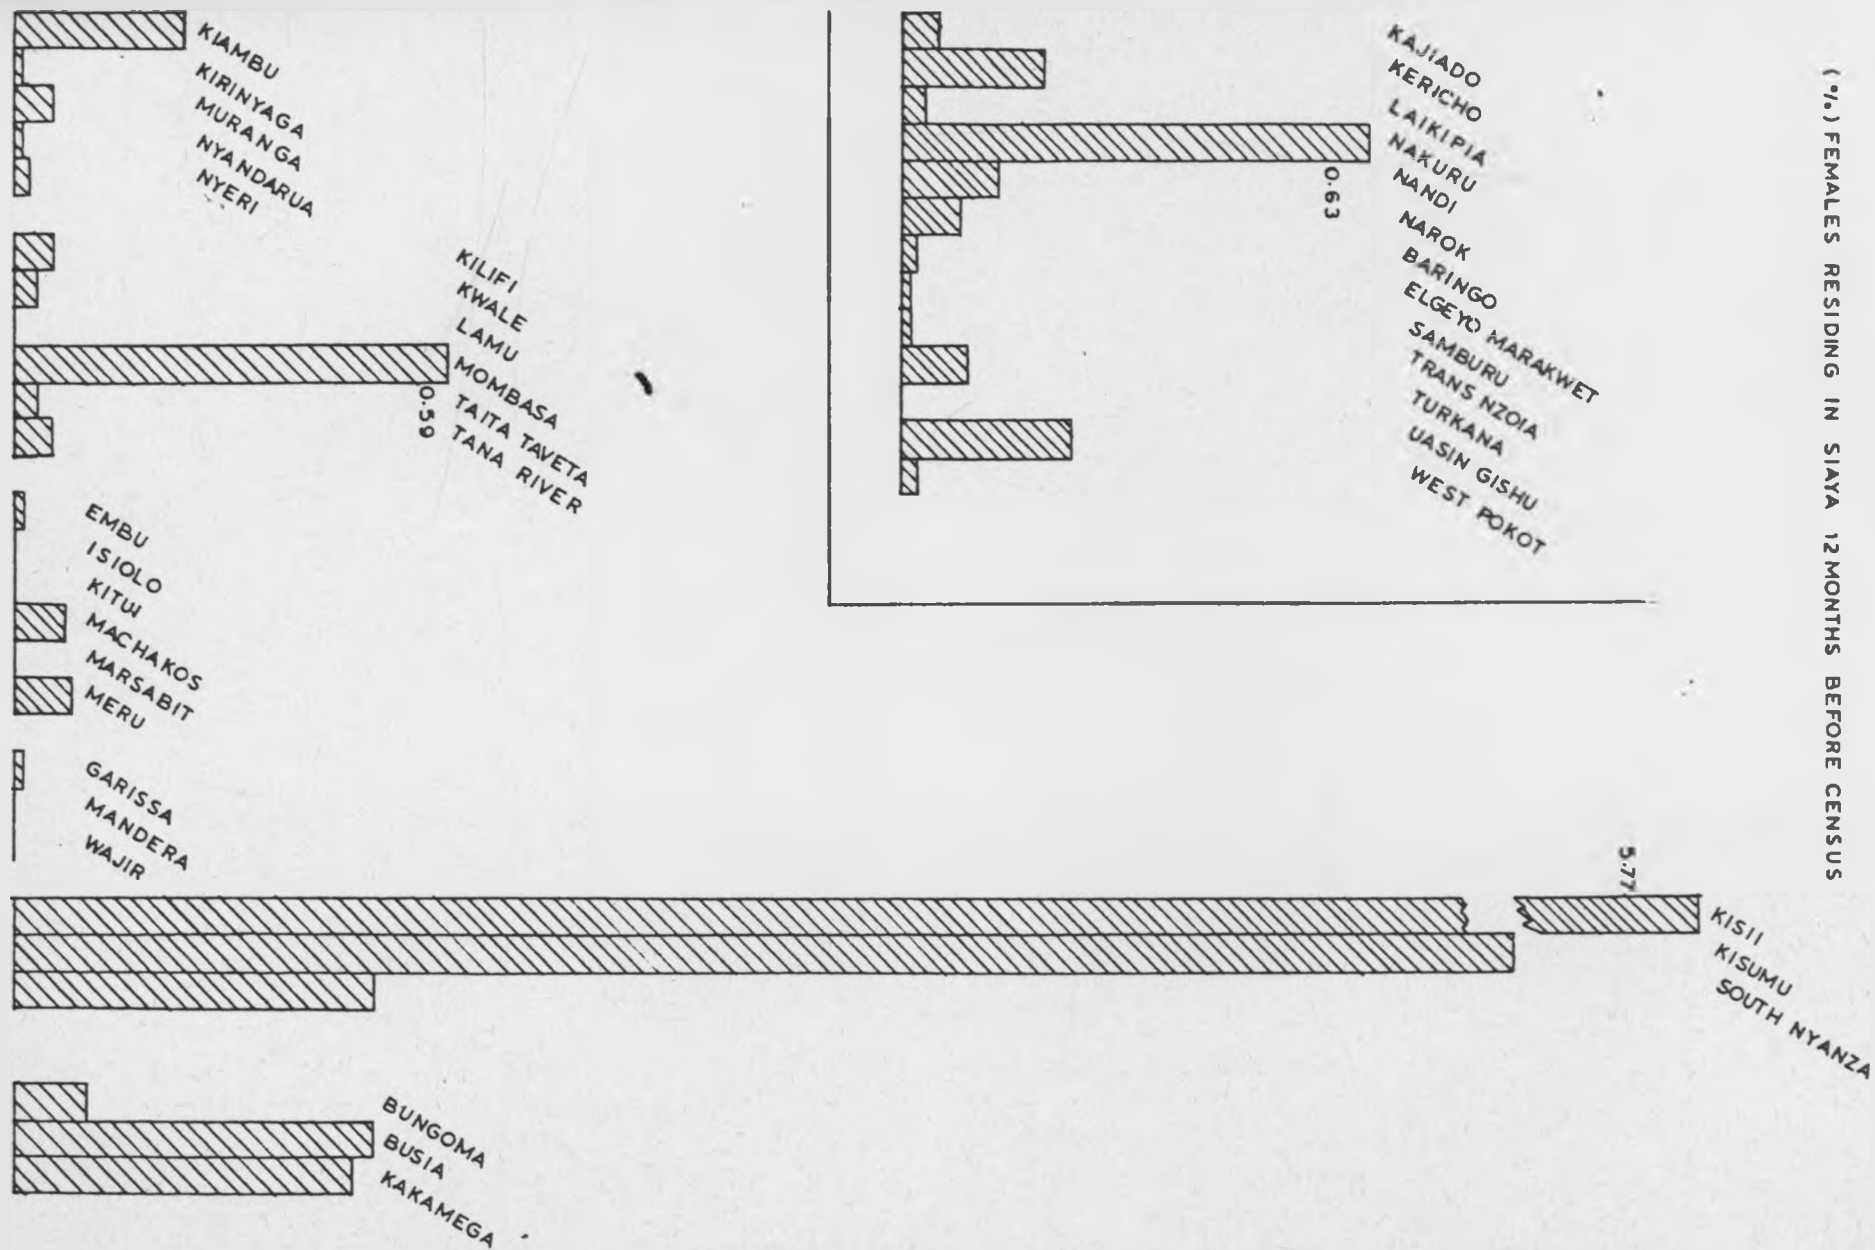 (%) FEMALES RESIDING IN SIAYA 12 MONTHS BEFORE CENSUS
KIAMBU
KIRINYAGA
MURANGA
NYANDARUA
NYERI
KILIFI
KWALE
LAMU
MOMBASA
TAITA TAVETA
TANA RIVER
0.59
EMBU
ISIOLO
KITUI
MACHAKOS
MARSABIT
MERU
GARISSA
MANDERA
WAJIR
KISII
KISUMU
SOUTH NYANZA
5.77
KAJIADO
KERICHO
LAIKIPIA
NAKURU
NANDI
NAROK
BARINGO
ELGEYO MARAKWET
SAMBURU
TRANS NZOIA
TURKANA
UASIN GISHU
WEST POKOT
0.63
BUNGOMA
BUSIA
KAKAMEGA